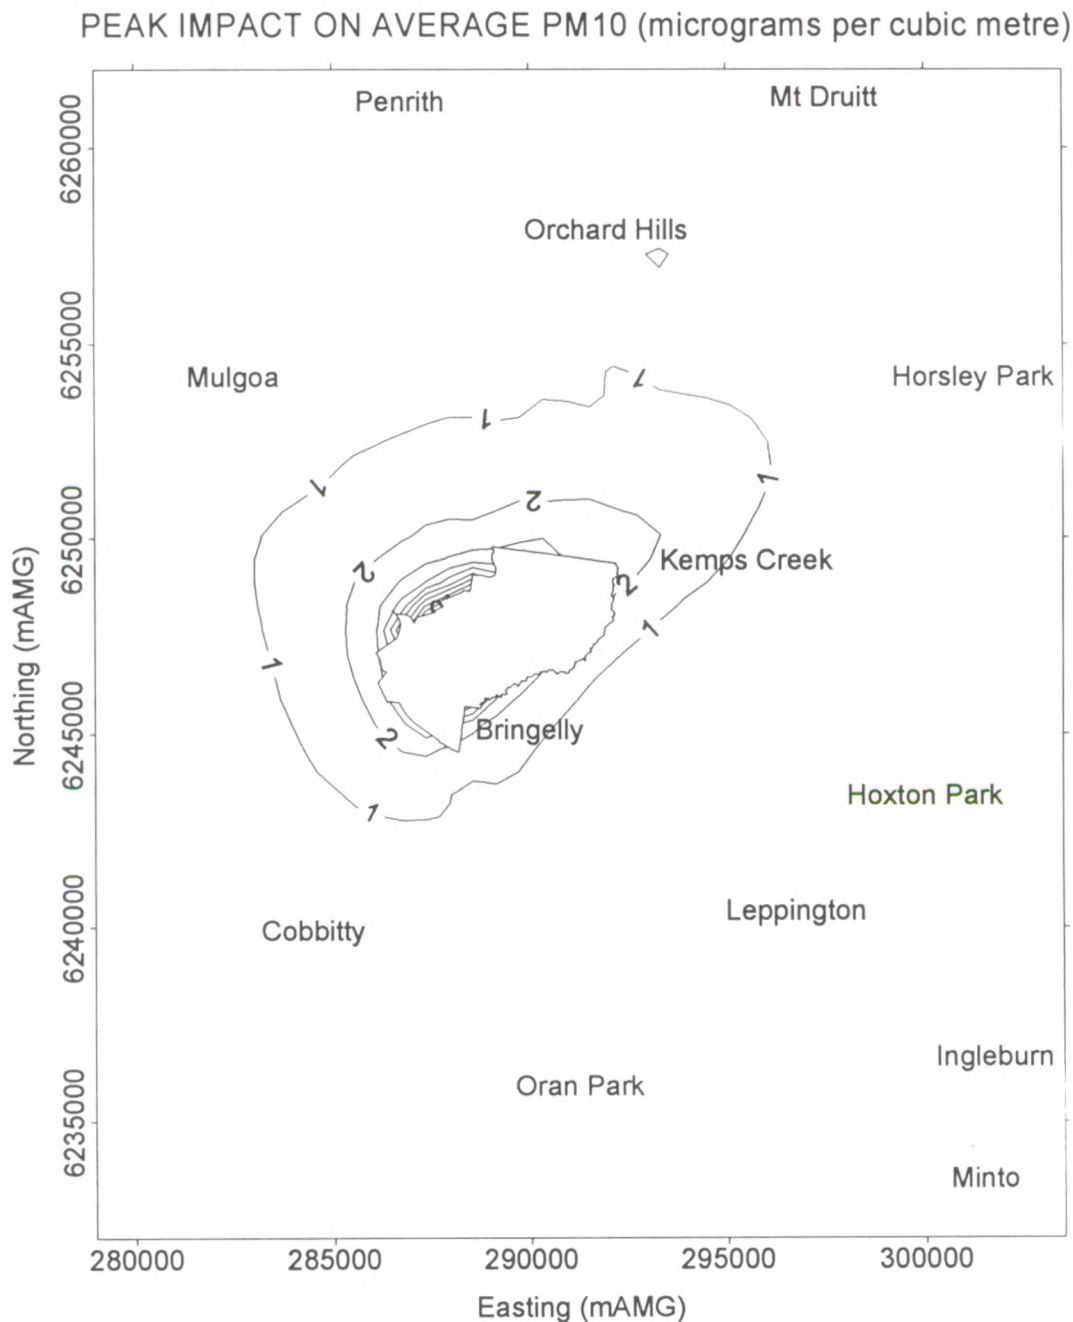 PEAK IMPACT ON AVERAGE PM10 (micrograms per cubic metre)
Penrith
Mt Druitt
6260000
Orchard Hills
6255000
Mulgoa
Horsley Park
1
1
1
1
2
6250000
Kemps Creek
2
2
1
Northing (mAMG)
1
Bringelly
2
6245000
Hoxton Park
1
Leppington
Cobbitty
6240000
Ingleburn
Oran Park
6235000
Minto
280000
285000
290000
295000
300000
Easting (mAMG)